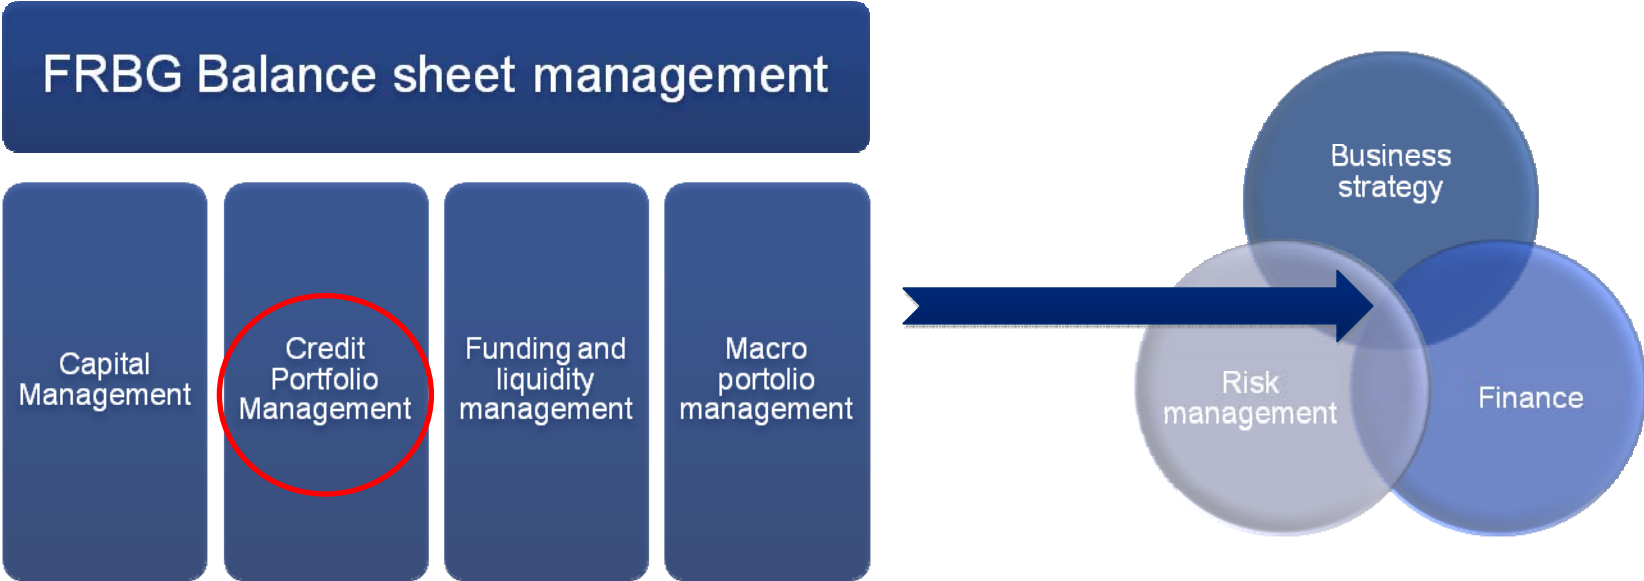 FRBG Balance sheet management
Capital
Management
Credit
Portfolio
Management
Funding and
liquidity
management
Macro
portolio
management
Business
strategy
Risk
management
Finance